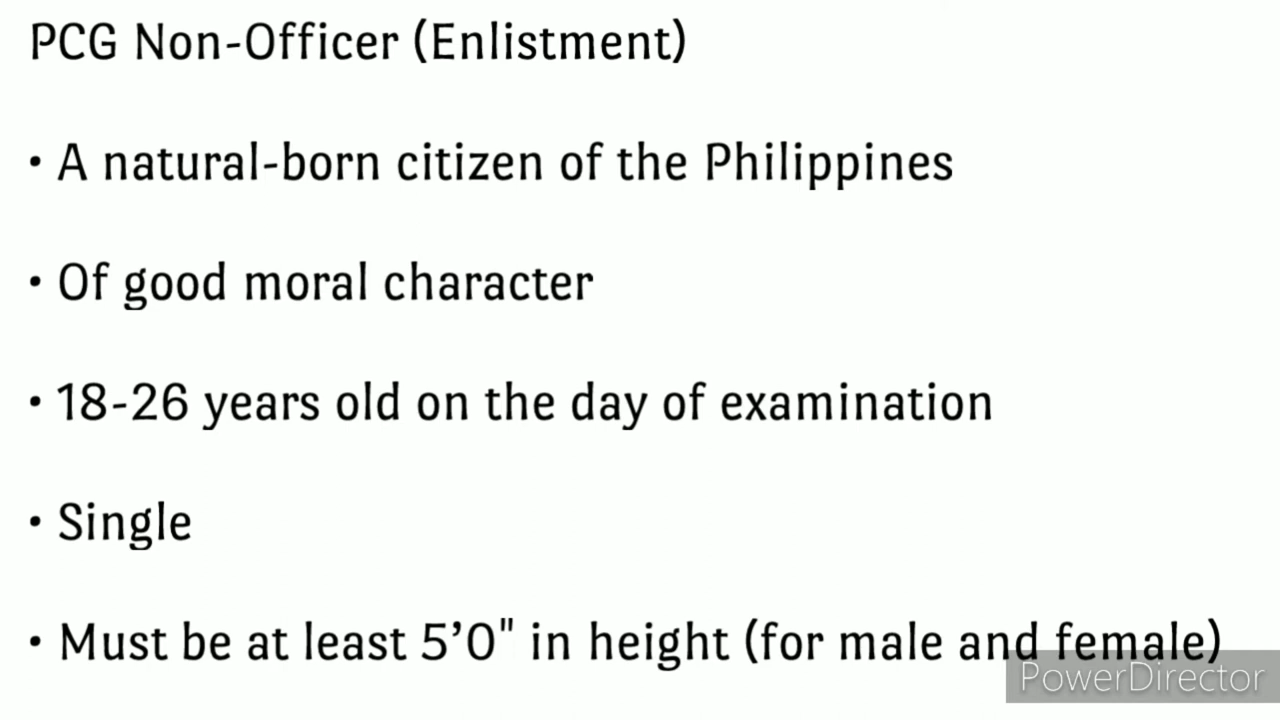 PCG Non-Officer (Enlistment)
• A natural-born citizen of the Philippines
• Of good moral character
• 18-26 years old on the day of examination
• Single
• Must be at least 5’0" in height (for male and female)
PowerDirector